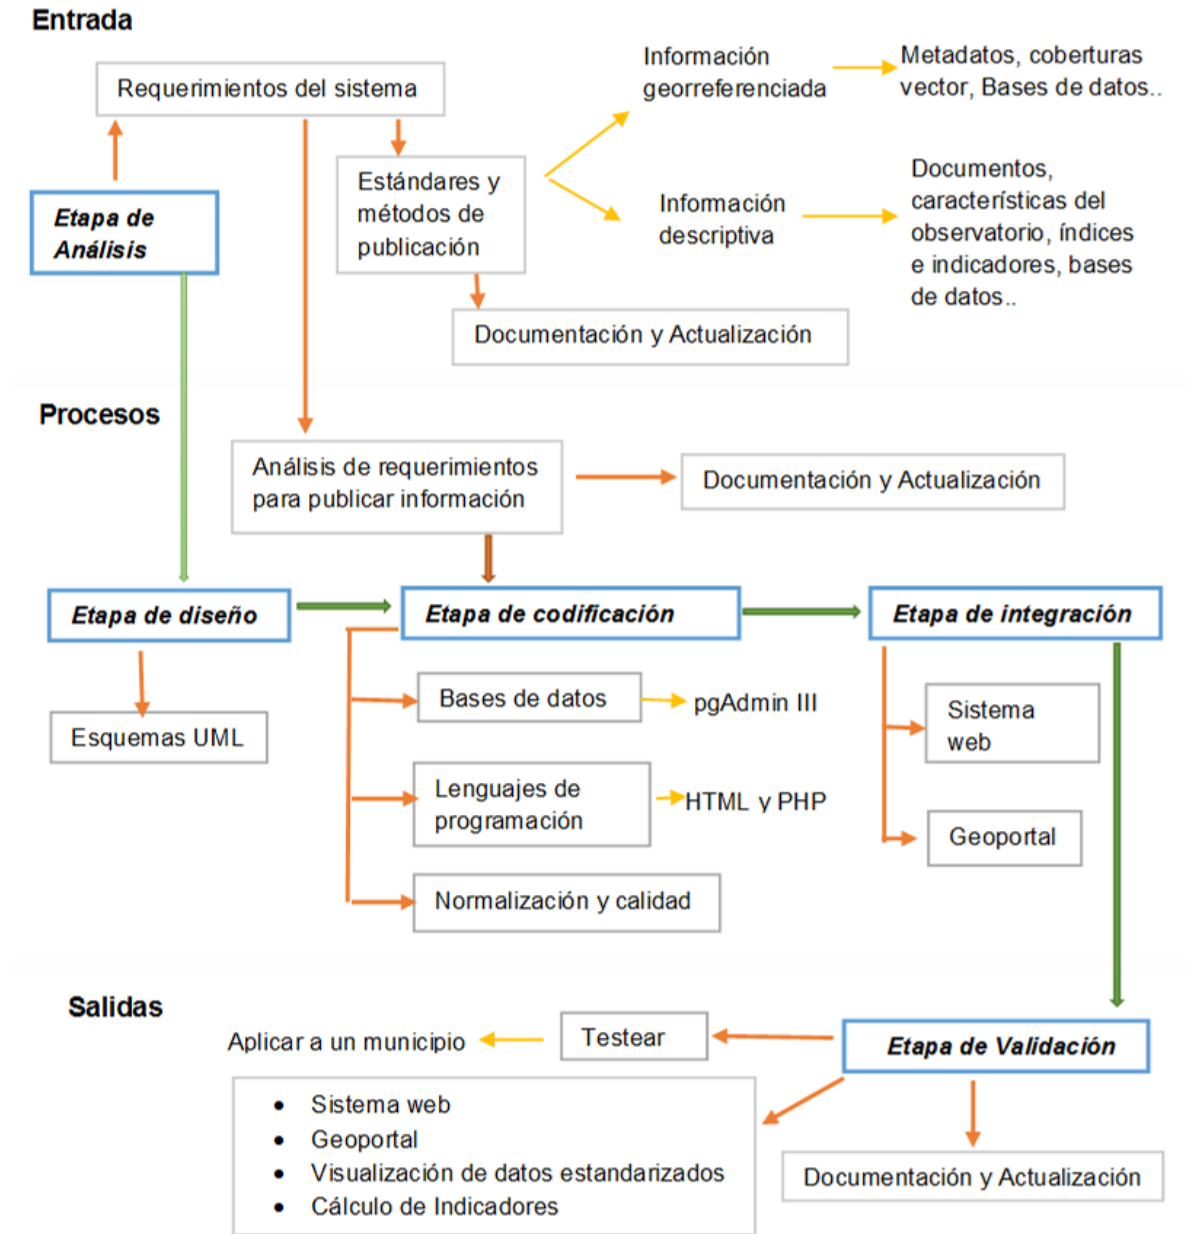 Entrada
Requerimientos del sistema
Información
georreferenciada
Metadatos, coberturas
vector, Bases de datos..
Etapa de
Análisis
Estándares y
métodos de
publicación
Información
descriptiva
Documentos,
características del
observatorio, índices
e indicadores, bases
de datos..
Documentación y Actualización
Procesos
Análisis de requerimientos
para publicar información
Documentación y Actualización
Etapa de diseño
Etapa de codificación
Etapa de integración
Esquemas UML
Bases de datos
pgAdmin III
Lenguajes de
programación
HTML y PHP
Normalización y calidad
Sistema
web
Geoportal
Salidas
Aplicar a un municipio
Testear
Etapa de Validación
• Sistema web
• Geoportal
• Visualización de datos estandarizados
• Cálculo de Indicadores
Documentación y Actualización